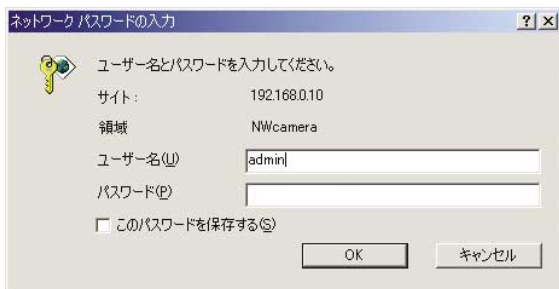 ネットワーク パスワードの入力
ユーザー名とパスワードを入力してください。
サイト: 192.168.0.10
領域 NWcamera
ユーザー名(U) admin
パスワード(P)
このパスワードを保存する(S)
OK キャンセル